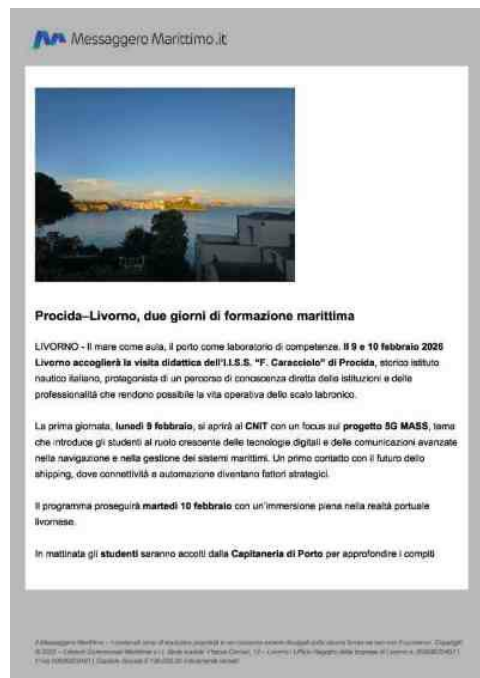 Messaggero Marittimo.it
Procida–Livorno, due giorni di formazione marittima
LIVORNO - Il mare come aula, il porto come laboratorio di competenze. Il 9 e 10 febbraio 2026
Livorno accoglierà la visita didattica dell'I.I.S.S. "F. Caracciolo" di Procida, storico istituto
nautico italiano, protagonista di un percorso di conoscenza diretta delle istituzioni e delle
professionalità che rendono possibile la vita operativa dello scalo labronico.
La prima giornata, lunedì 9 febbraio, si aprirà al CNIT con un focus sul progetto 5G MASS, tema
che introduce gli studenti al ruolo crescente delle tecnologie digitali e delle comunicazioni avanzate
nella navigazione e nella gestione dei sistemi marittimi. Un primo contatto con il futuro dello
shipping, dove connettività e automazione diventano fattori strategici.
Il programma proseguirà martedì 10 febbraio con un'immersione piena nella realtà portuale
livornese.
In mattinata gli studenti saranno accolti dalla Capitaneria di Porto per approfondire i compiti